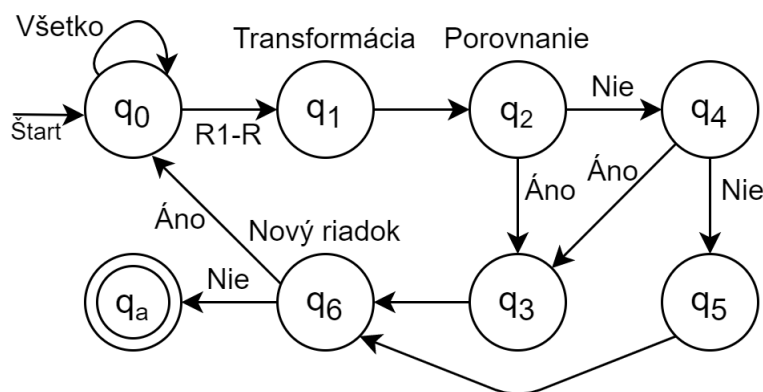 Všetko
Transformácia
Porovnanie
Štart
q0
R1-R
q1
q2
Nie
q4
Áno
Áno
Áno
Nie
Nový riadok
qa
Nie
q6
q3
q5